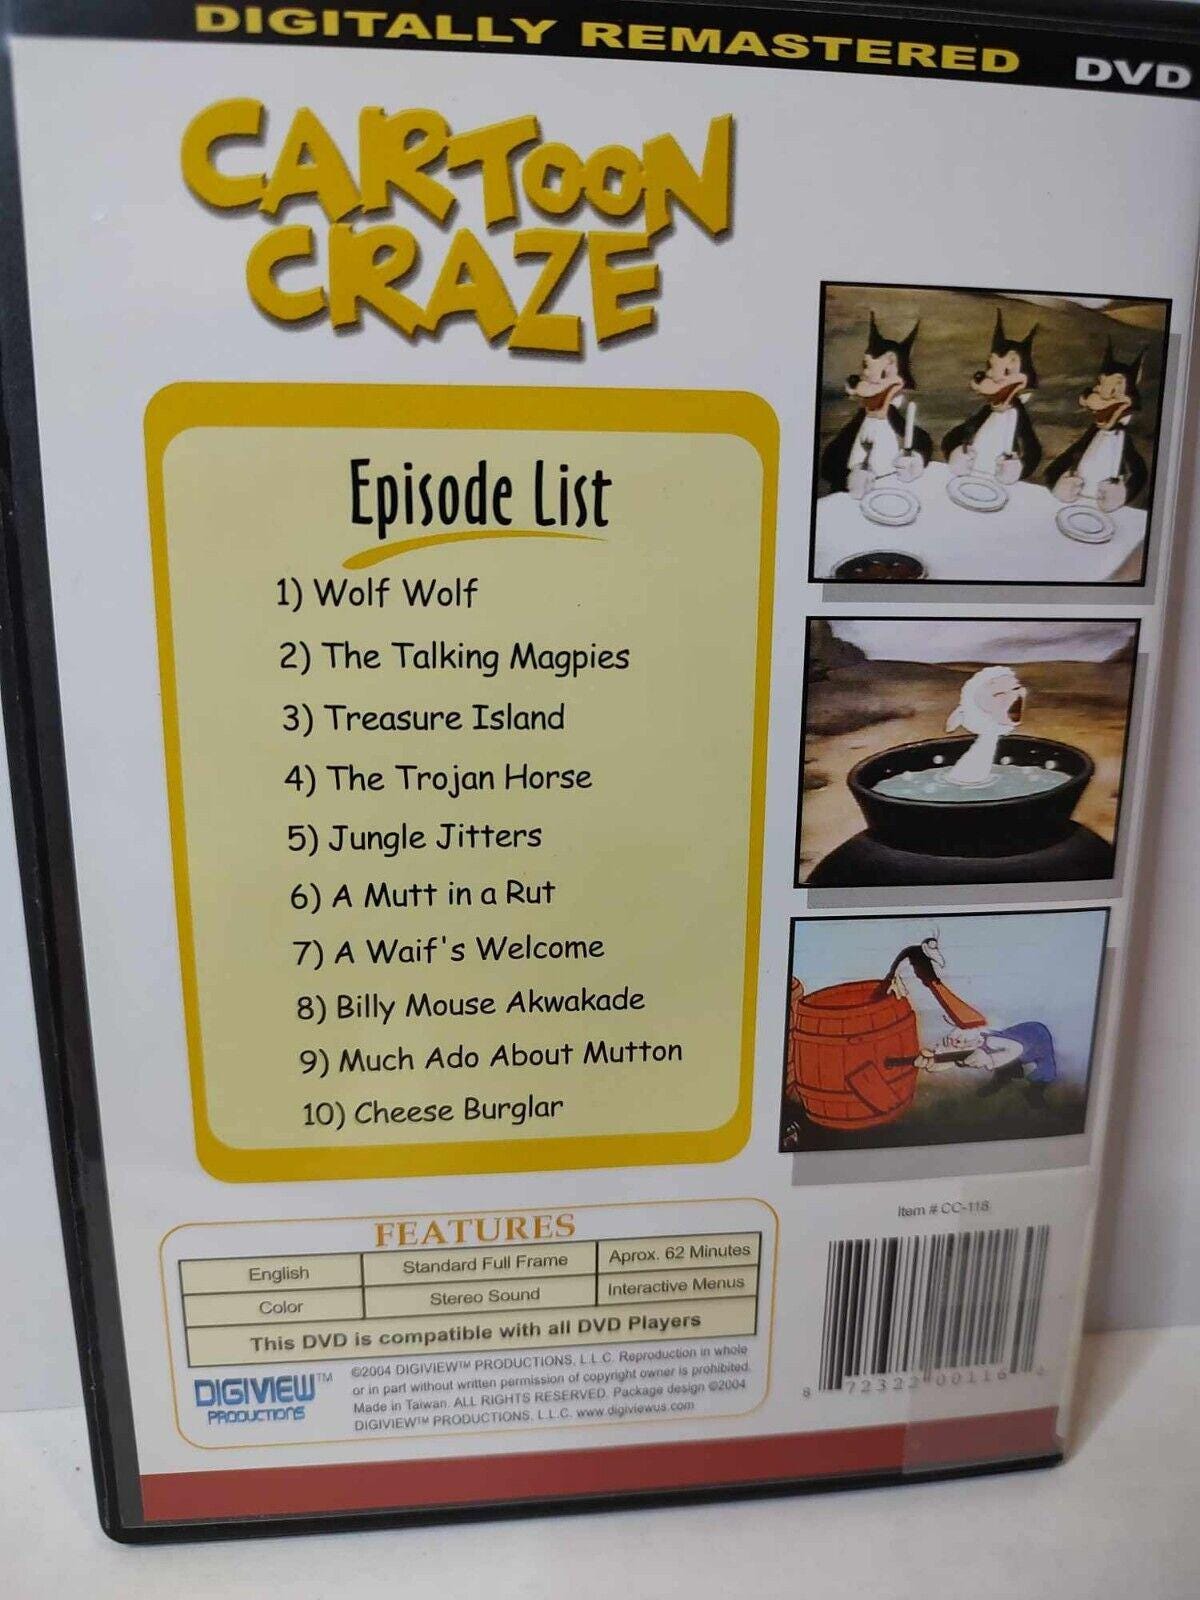 DIGITALLY REMASTERED DVD
CARTOON
CRAZE
Episode List
1) Wolf Wolf
2) The Talking Magpies
3) Treasure Island
4) The Trojan Horse
5) Jungle Jitters
6) A Mutt in a Rut
7) A Waif's Welcome
8) Billy Mouse Akwakade
9) Much Ado About Mutton
10) Cheese Burglar
Item # CC-118
FEATURES
English Standard Full Frame Aprox. 62 Minutes
Color Stereo Sound Interactive Menus
This DVD is compatible with all DVD Players
DIGIVIEW™
PRODUCTIONS
©2004 DIGIVIEW™ PRODUCTIONS, L.L.C. Reproduction in whole
or in part without written permission of copyright owner is prohibited.
Made in Taiwan. ALL RIGHTS RESERVED. Package design ©2004
DIGIVIEW™ PRODUCTIONS, L.L.C. www.digiviewus.com
8 72322 00116